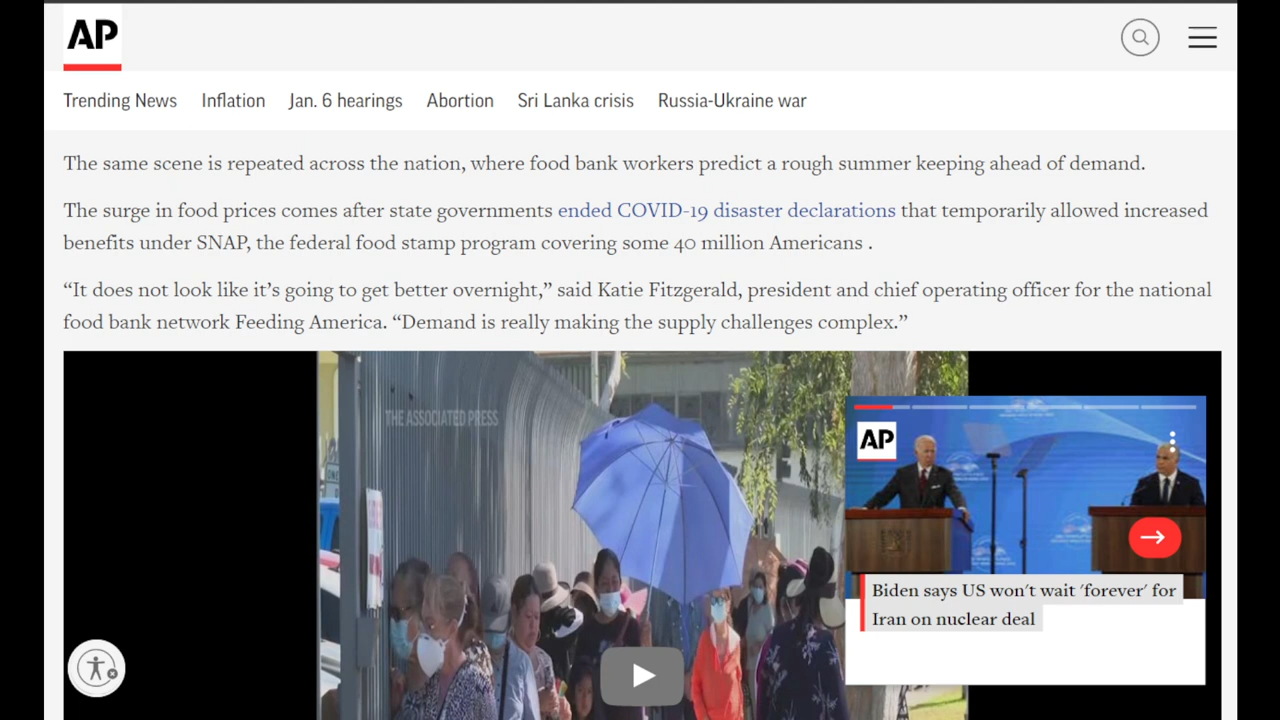 AP
Trending News Inflation Jan. 6 hearings Abortion Sri Lanka crisis Russia-Ukraine war
The same scene is repeated across the nation, where food bank workers predict a rough summer keeping ahead of demand.
The surge in food prices comes after state governments ended COVID-19 disaster declarations that temporarily allowed increased
benefits under SNAP, the federal food stamp program covering some 40 million Americans .
“It does not look like it’s going to get better overnight,” said Katie Fitzgerald, president and chief operating officer for the national
food bank network Feeding America. “Demand is really making the supply challenges complex.”
THE ASSOCIATED PRESS
AP
Biden says US won't wait 'forever' for
Iran on nuclear deal